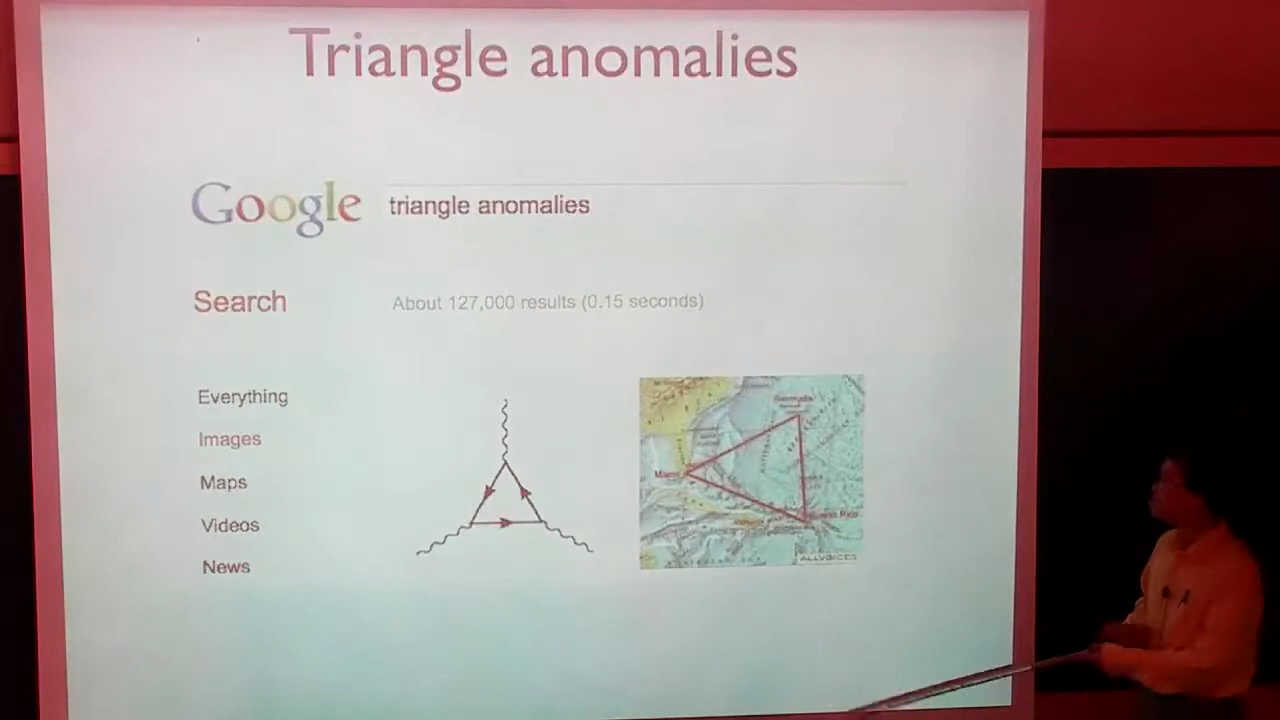 Triangle anomalies
Google triangle anomalies
Search About 127,000 results (0.15 seconds)
Everything
Images
Maps
Videos
News
Bermuda
Miami
ALLVOICES